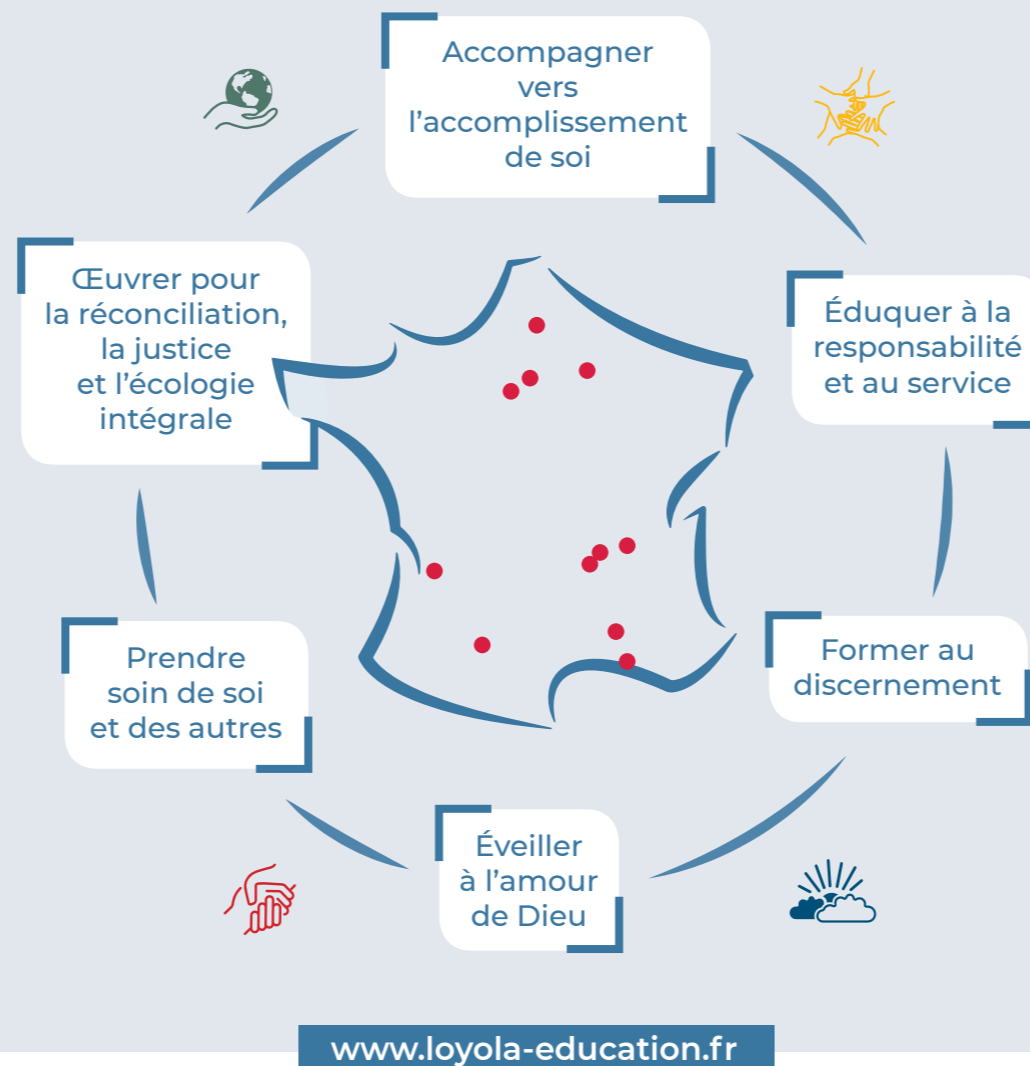 Accompagner
vers
l’accomplissement
de soi
Éduquer à la
responsabilité
et au service
Former au
discernement
Éveiller
à l’amour
de Dieu
Prendre
soin de soi
et des autres
Œuvrer pour
la réconciliation,
la justice
et l’écologie
intégrale
www.loyola-education.fr